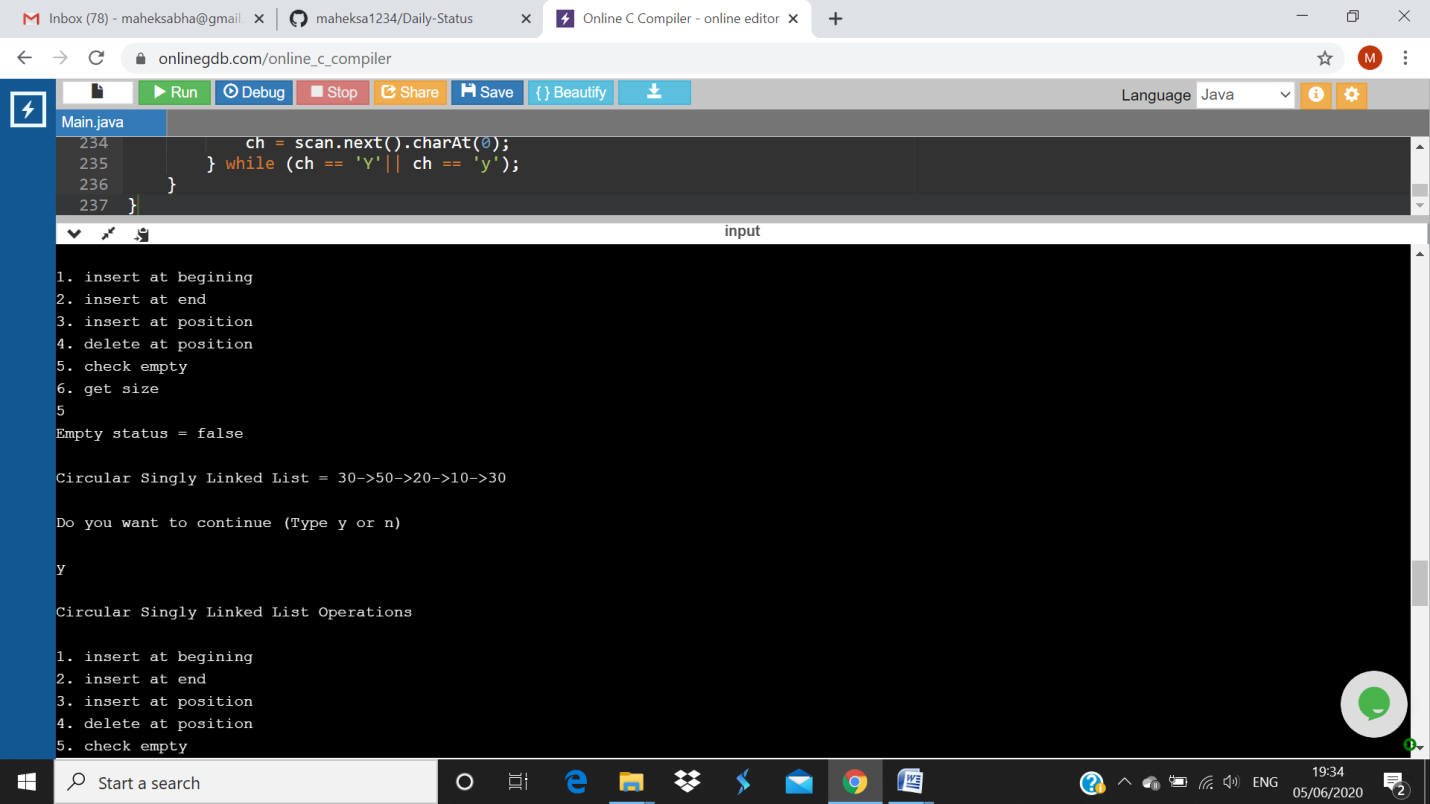 Inbox (78) - maheksabha@gmail. maheksa1234/Daily-Status Online C Compiler - online editor
onlinegdb.com/online_c_compiler M
Run Debug Stop Share Save { } Beautify Language Java
Main.java
234 ch = scan.next().charAt(0);
235 } while (ch == 'Y'|| ch == 'y');
236 }
237 }
input
1. insert at begining
2. insert at end
3. insert at position
4. delete at position
5. check empty
6. get size
5
Empty status = false
Circular Singly Linked List = 30->50->20->10->30
Do you want to continue (Type y or n)
y
Circular Singly Linked List Operations
1. insert at begining
2. insert at end
3. insert at position
4. delete at position
5. check empty
Start a search ENG 19:34
05/06/2020 2